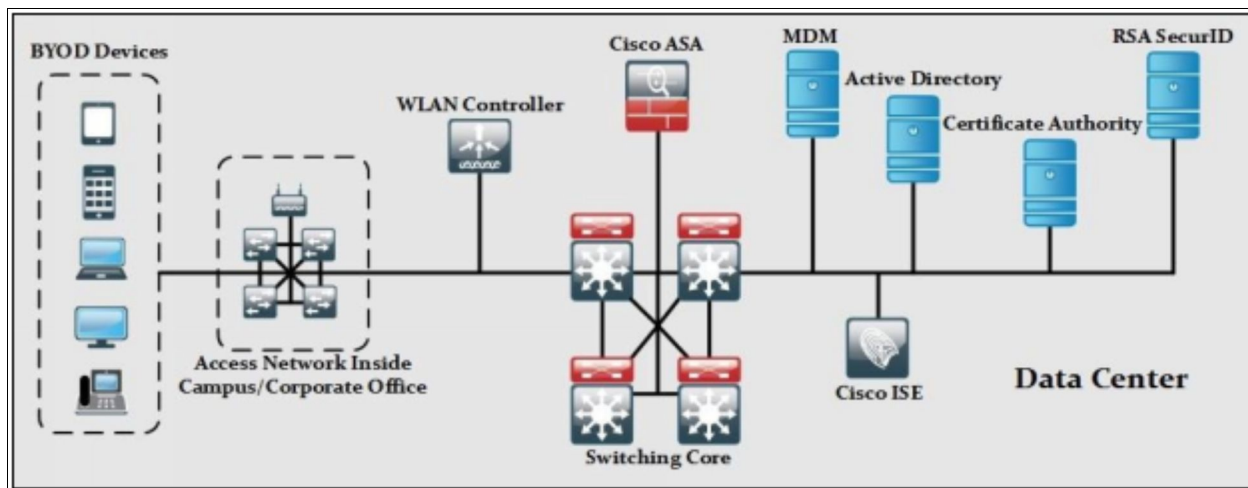 BYOD Devices
Cisco ASA
MDM
RSA SecurID
Active Directory
WLAN Controller
Certificate Authority
Access Network Inside
Campus/Corporate Office
Cisco ISE
Data Center
Switching Core